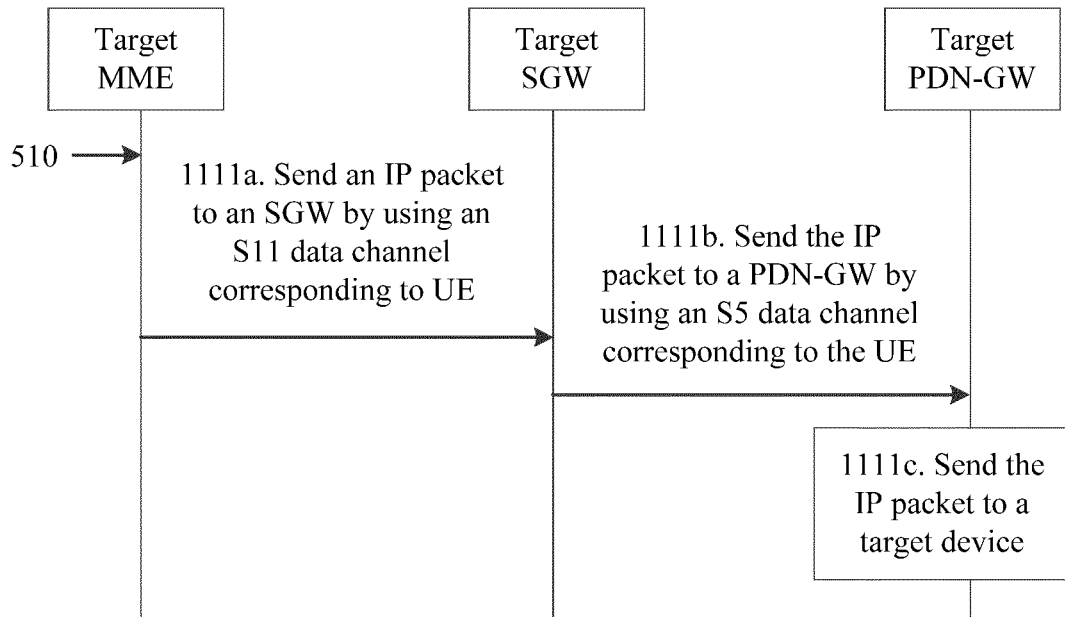 Target
MME
Target
SGW
Target
PDN-GW
510
1111a. Send an IP packet
to an SGW by using an
S11 data channel
corresponding to UE
1111b. Send the IP
packet to a PDN-GW by
using an S5 data channel
corresponding to the UE
1111c. Send the
IP packet to a
target device